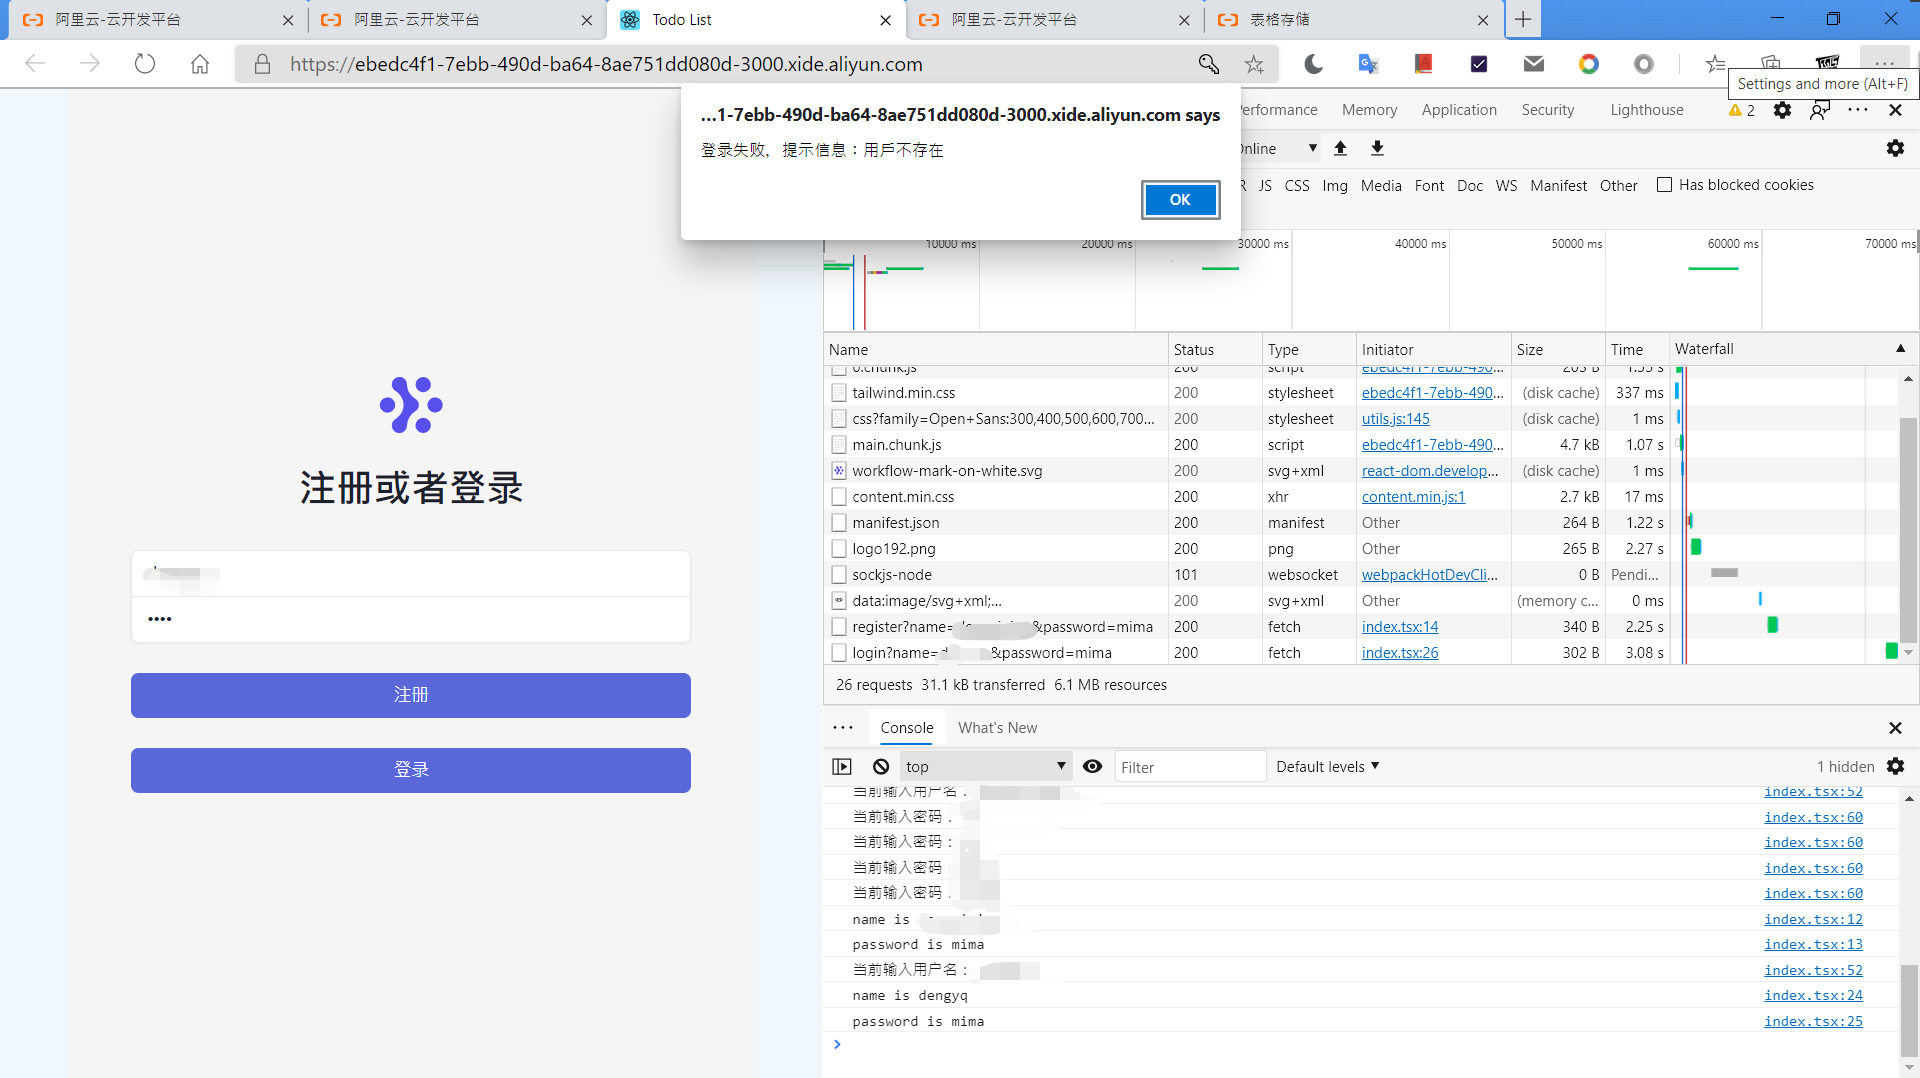 阿里云-云开发平台
阿里云-云开发平台
Todo List
阿里云-云开发平台
表格存储
https://ebedc4f1-7ebb-490d-ba64-8ae751dd080d-3000.xide.aliyun.com
Settings and more (Alt+F)
...1-7ebb-490d-ba64-8ae751dd080d-3000.xide.aliyun.com says
登录失败，提示信息：用戶不存在
OK
erformance Memory Application Security Lighthouse 2
nline
R JS CSS Img Media Font Doc WS Manifest Other Has blocked cookies
10000 ms 20000 ms 30000 ms 40000 ms 50000 ms 60000 ms 70000 ms
注册或者登录
••••
注册
登录
Name Status Type Initiator Size Time Waterfall
0.chunk.js 200 script ebedc4f1-7ebb-490... 203 B 1.55 s
tailwind.min.css 200 stylesheet ebedc4f1-7ebb-490... (disk cache) 337 ms
css?family=Open+Sans:300,400,500,600,700... 200 stylesheet utils.js:145 (disk cache) 1 ms
main.chunk.js 200 script ebedc4f1-7ebb-490... 4.7 kB 1.07 s
workflow-mark-on-white.svg 200 svg+xml react-dom.develop... (disk cache) 1 ms
content.min.css 200 xhr content.min.js:1 2.7 kB 17 ms
manifest.json 200 manifest Other 264 B 1.22 s
logo192.png 200 png Other 265 B 2.27 s
sockjs-node 101 websocket webpackHotDevCli... 0 B Pendi...
data:image/svg+xml;... 200 svg+xml Other (memory c... 0 ms
register?name= &password=mima 200 fetch index.tsx:14 340 B 2.25 s
login?name=d &password=mima 200 fetch index.tsx:26 302 B 3.08 s
26 requests 31.1 kB transferred 6.1 MB resources
Console What's New
top Filter Default levels 1 hidden
当前输入用户名： index.tsx:52
当前输入密码： index.tsx:60
当前输入密码： index.tsx:60
当前输入密码 index.tsx:60
当前输入密码： index.tsx:60
name is index.tsx:12
password is mima index.tsx:13
当前输入用户名： index.tsx:52
name is dengyq index.tsx:24
password is mima index.tsx:25